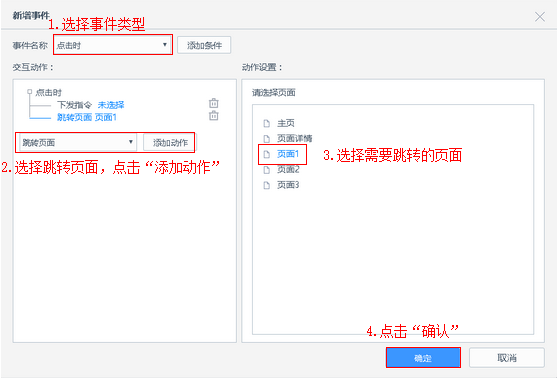 新增事件
1.选择事件类型
事件名称 点击时 添加条件
交互动作：
动作设置：
点击时
下发指令 未选择
跳转页面 页面1
跳转页面 添加动作
2.选择跳转页面，点击“添加动作”
请选择页面
主页
页面详情
页面1
页面2
页面3
3.选择需要跳转的页面
4.点击“确认”
确定 取消